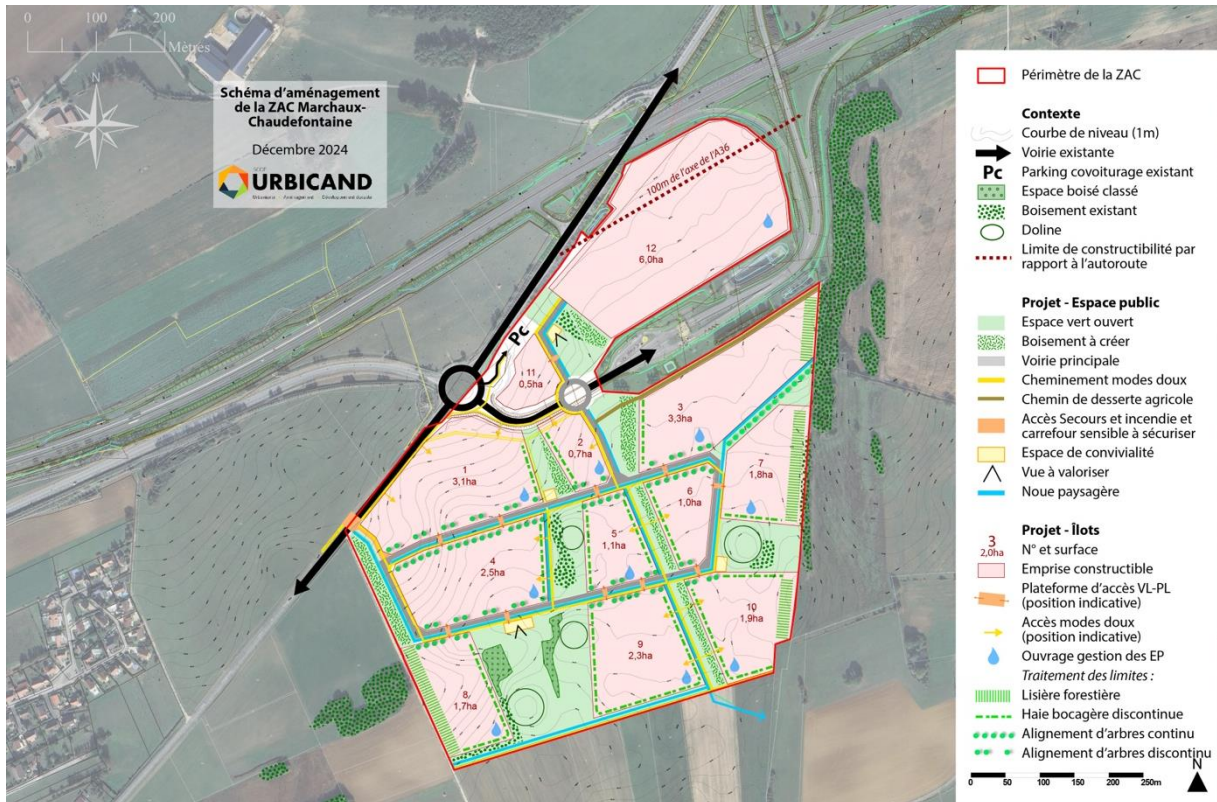 0 100 200
Mètres
N
Schéma d'aménagement
de la ZAC Marchaux-
Chaudefontaine
Décembre 2024
URBICAND
100m de l'axe de l'A36
12
6,0ha
Pc
11
0,5ha
3
3,3ha
2
0,7ha
1
3,1ha
7
1,8ha
6
1,0ha
5
1,1ha
4
2,5ha
10
1,9ha
9
2,3ha
8
1,7ha
Périmètre de la ZAC
Contexte
Courbe de niveau (1m)
Voirie existante
Pc Parking covoiturage existant
Espace boisé classé
Boisement existant
Doline
Limite de constructibilité par
rapport à l'autoroute
Projet - Espace public
Espace vert ouvert
Boisement à créer
Voirie principale
Cheminement modes doux
Chemin de desserte agricole
Accès Secours et incendie et
carrefour sensible à sécuriser
Espace de convivialité
Vue à valoriser
Noue paysagère
Projet - Îlots
3
2,0ha
N° et surface
Emprise constructible
Plateforme d'accès VL-PL
(position indicative)
Accès modes doux
(position indicative)
Ouvrage gestion des EP
Traitement des limites :
Lisière forestière
Haie bocagère discontinue
Alignement d'arbres continu
Alignement d'arbres discontinu
0 50 100 150 200 250m
N